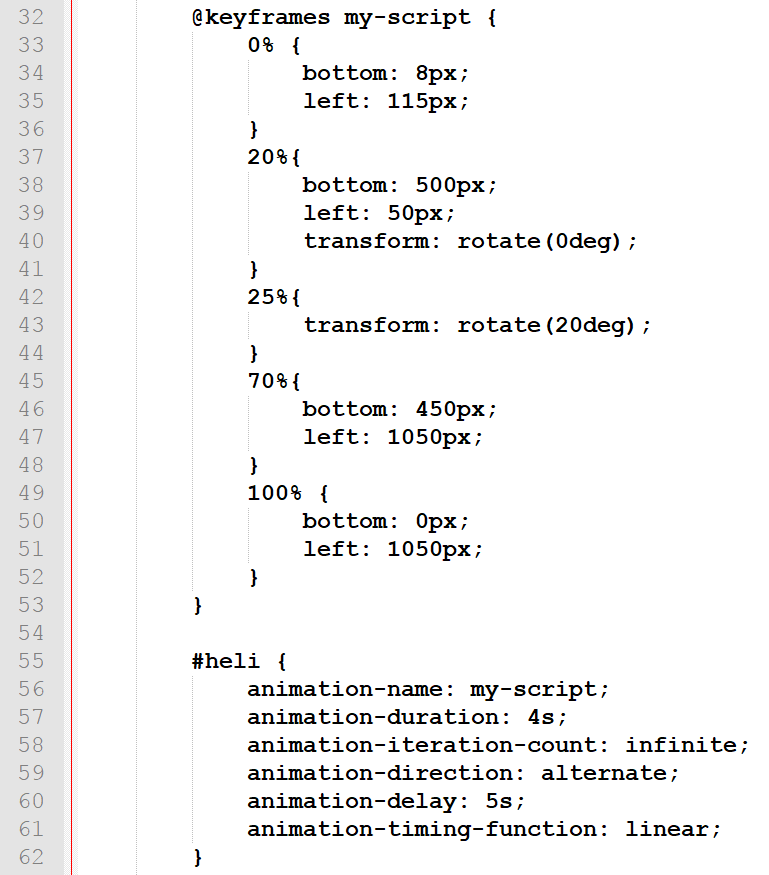 32 @keyframes my-script {
33 0% {
34 bottom: 8px;
35 left: 115px;
36 }
37 20%{
38 bottom: 500px;
39 left: 50px;
40 transform: rotate(0deg);
41 }
42 25%{
43 transform: rotate(20deg);
44 }
45 70%{
46 bottom: 450px;
47 left: 1050px;
48 }
49 100% {
50 bottom: 0px;
51 left: 1050px;
52 }
53 }
54
55 #heli {
56 animation-name: my-script;
57 animation-duration: 4s;
58 animation-iteration-count: infinite;
59 animation-direction: alternate;
60 animation-delay: 5s;
61 animation-timing-function: linear;
62 }